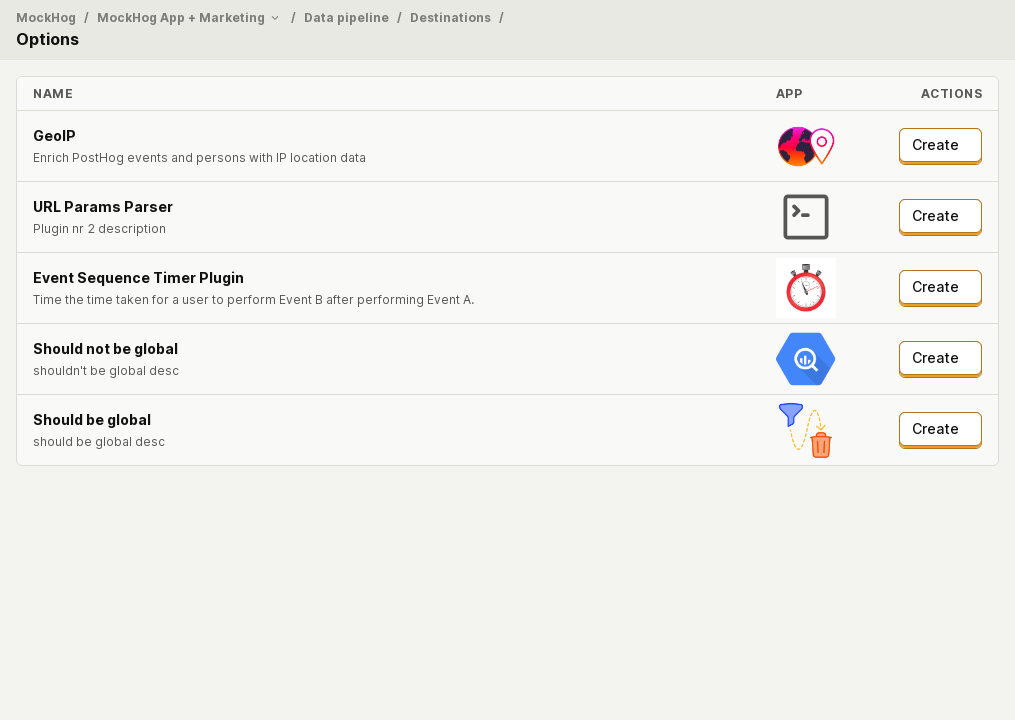 MockHog / MockHog App + Marketing / Data pipeline / Destinations /
Options
NAME APP ACTIONS
GeoIP
Enrich PostHog events and persons with IP location data
Create
URL Params Parser
Plugin nr 2 description
Create
Event Sequence Timer Plugin
Time the time taken for a user to perform Event B after performing Event A.
Create
Should not be global
shouldn't be global desc
Create
Should be global
should be global desc
Create